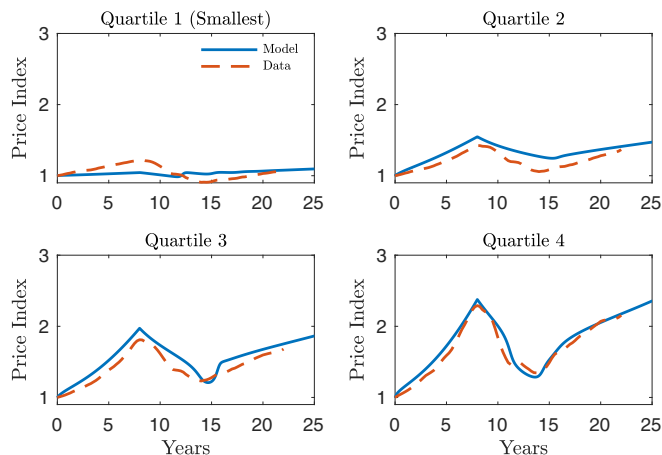 Quartile 1 (Smallest)
Quartile 2
3
2
1
Price Index
Model
Data
0 5 10 15 20 25
3
2
1
Price Index
0 5 10 15 20 25
Quartile 3
Quartile 4
3
2
1
Price Index
0 5 10 15 20 25
Years
3
2
1
Price Index
0 5 10 15 20 25
Years